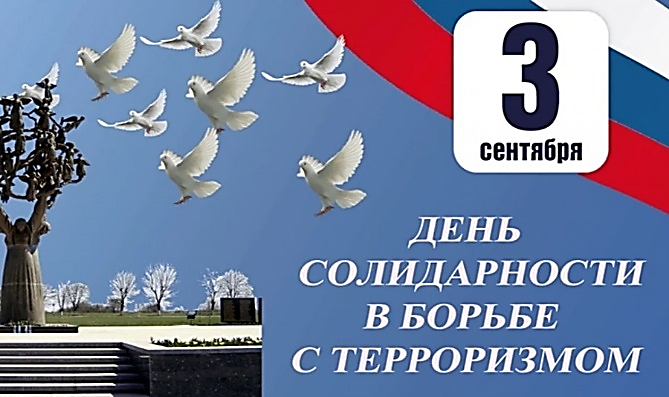 3
сентября
ДЕНЬ
СОЛИДАРНОСТИ
В БОРЬБЕ
С ТЕРРОРИЗМОМ